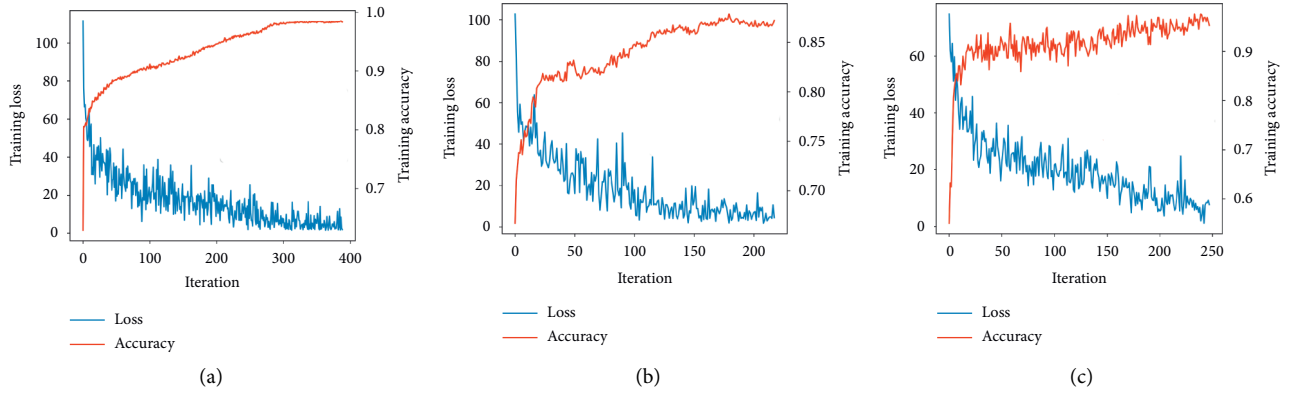 100
80
60
40
20
0
Training loss
1.0
0.9
0.8
0.7
Training accuracy
0 100 200 300 400
Iteration
Loss
Accuracy
(a)
100
80
60
40
20
0
Training loss
0.85
0.80
0.75
0.70
Training accuracy
0 50 100 150 200
Iteration
Loss
Accuracy
(b)
60
40
20
0
Training loss
0.9
0.8
0.7
0.6
Training accuracy
0 50 100 150 200 250
Iteration
Loss
Accuracy
(c)